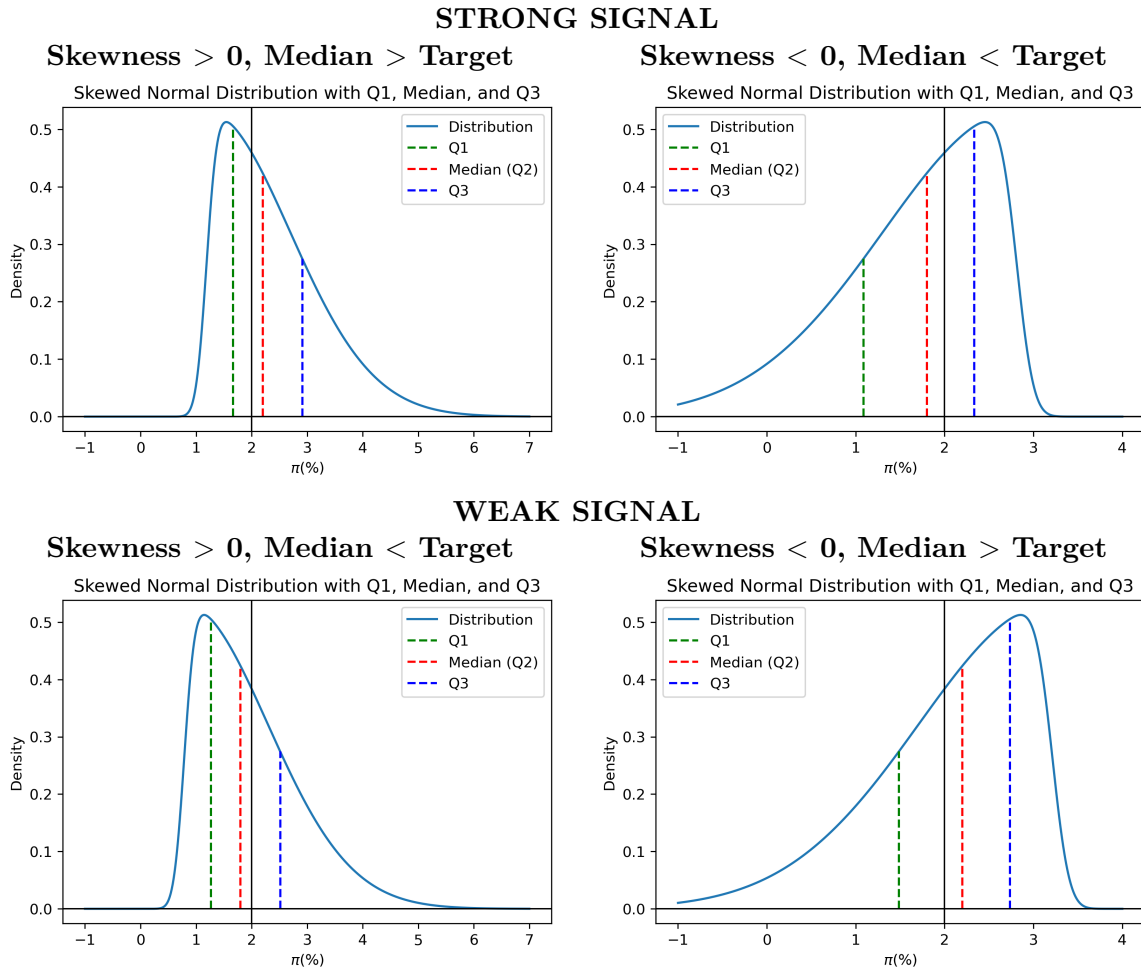 STRONG SIGNAL
Skewness > 0, Median > Target
Skewed Normal Distribution with Q1, Median, and Q3
Distribution
Q1
Median (Q2)
Q3
Density
0.5
0.4
0.3
0.2
0.1
0.0
−1 0 1 2 3 4 5 6 7
π(%)
Skewness < 0, Median < Target
Skewed Normal Distribution with Q1, Median, and Q3
Distribution
Q1
Median (Q2)
Q3
Density
0.5
0.4
0.3
0.2
0.1
0.0
−1 0 1 2 3 4
π(%)
WEAK SIGNAL
Skewness > 0, Median < Target
Skewed Normal Distribution with Q1, Median, and Q3
Distribution
Q1
Median (Q2)
Q3
Density
0.5
0.4
0.3
0.2
0.1
0.0
−1 0 1 2 3 4 5 6 7
π(%)
Skewness < 0, Median > Target
Skewed Normal Distribution with Q1, Median, and Q3
Distribution
Q1
Median (Q2)
Q3
Density
0.5
0.4
0.3
0.2
0.1
0.0
−1 0 1 2 3 4
π(%)